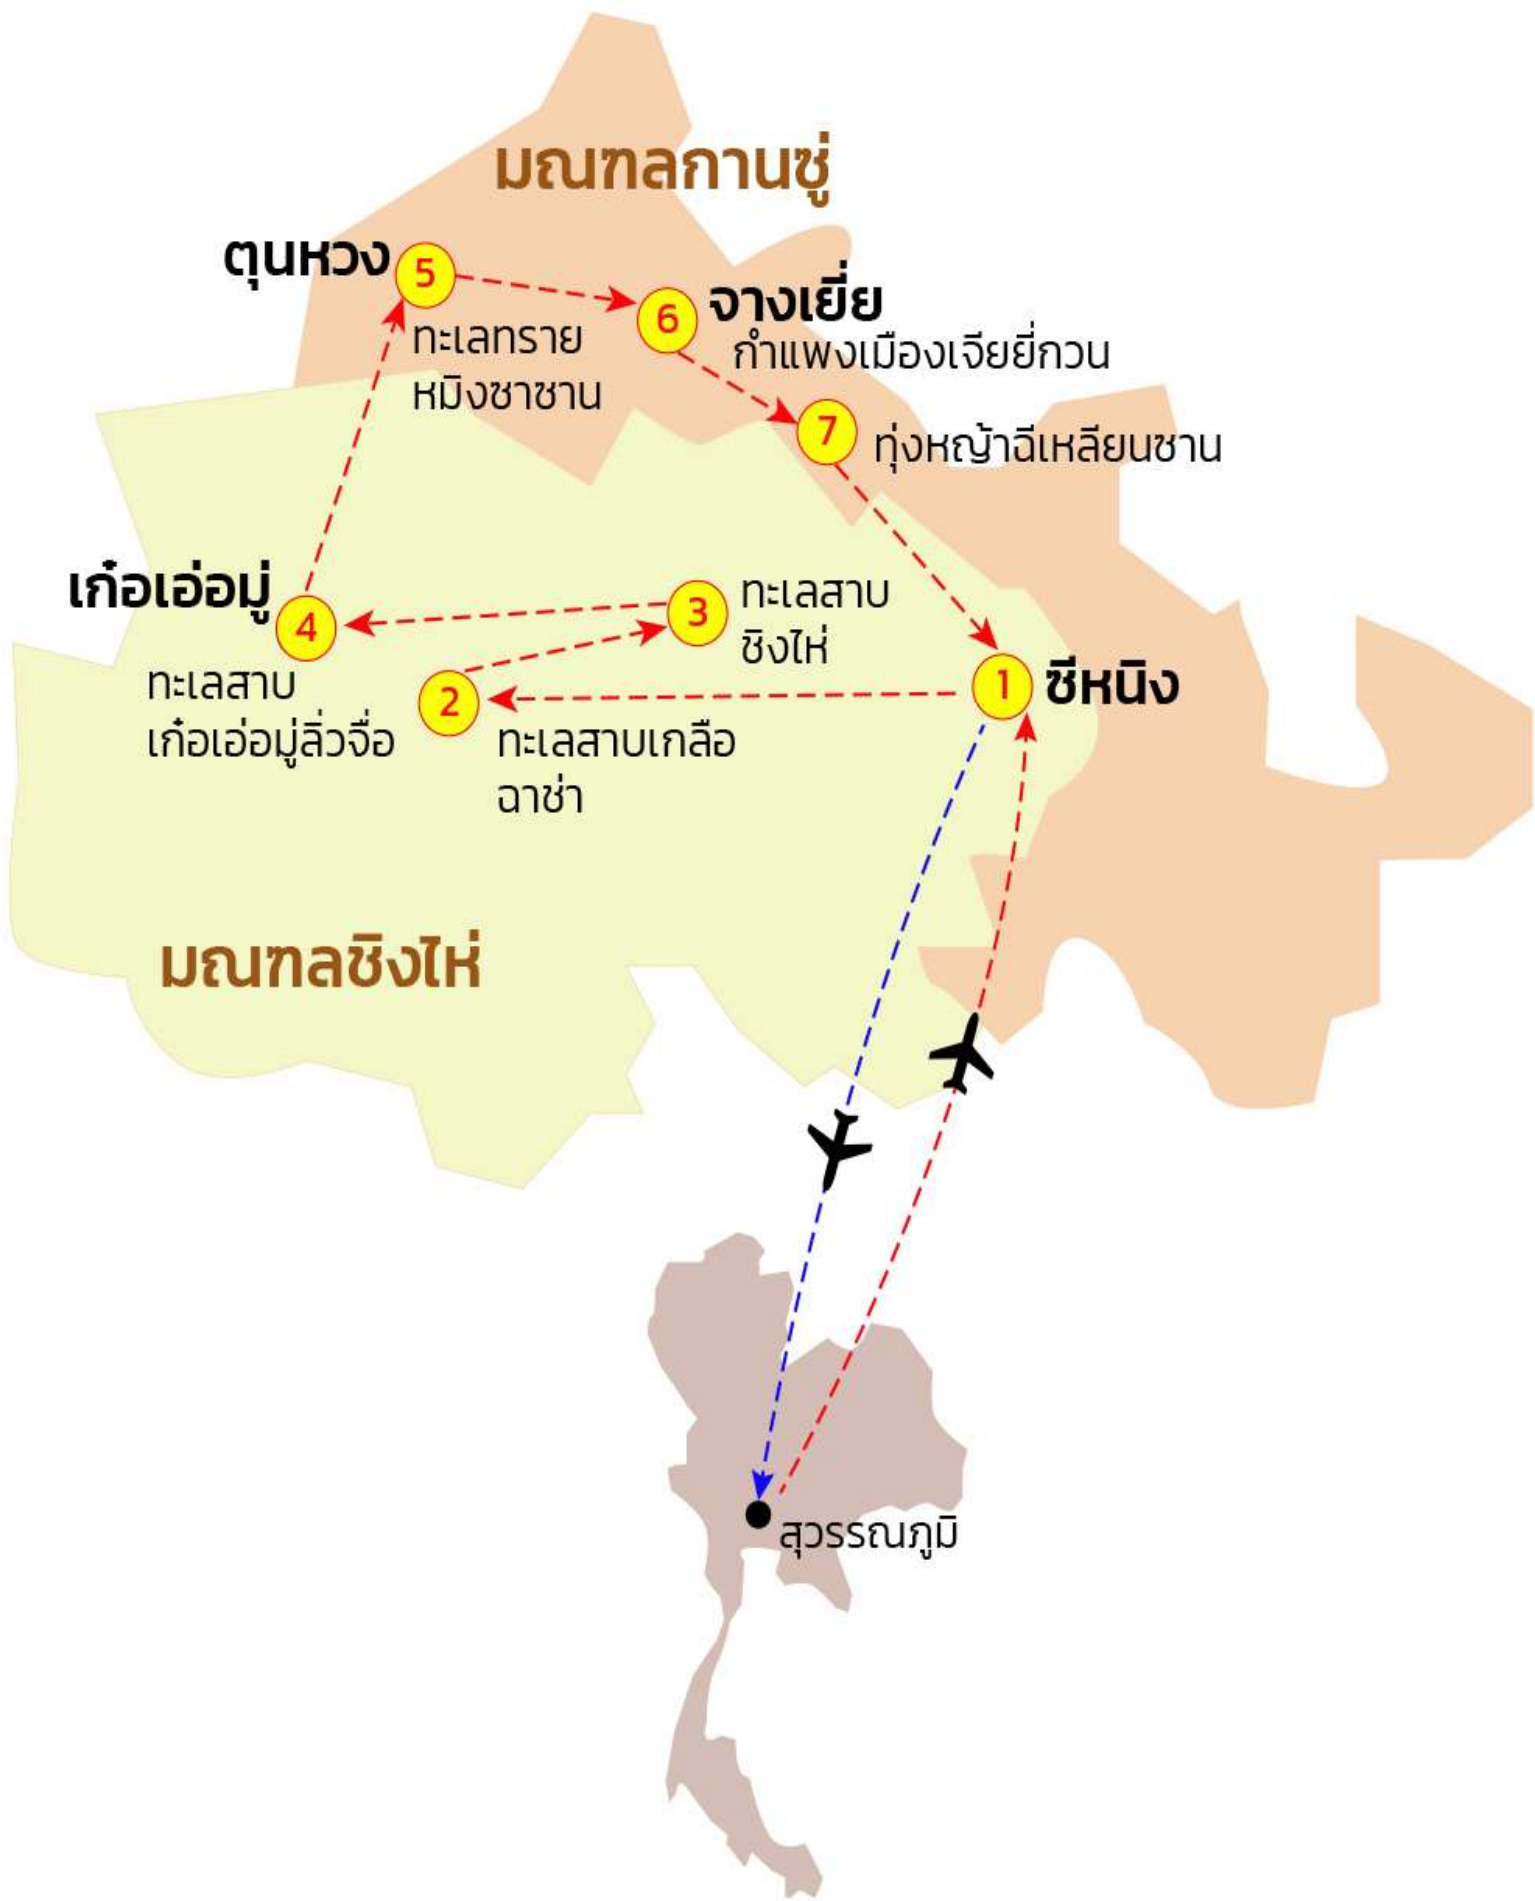 มณฑลกานซู่
ตุนหวง
5
ทะเลทราย
หมิงซาซาน
6
จางเยี่ย
กำแพงเมืองเจียยี่กวน
7
ทุ่งหญ้าฉีเหลียนซาน
เก๋อเอ่อมู่
4
ทะเลสาบ
เก๋อเอ่อมู่ลิ่วจื่อ
3
ทะเลสาบ
ชิงไห่
2
ทะเลสาบเกลือ
ฉาช่า
1
ซีหนิง
มณฑลชิงไห่
สุวรรณภูมิ